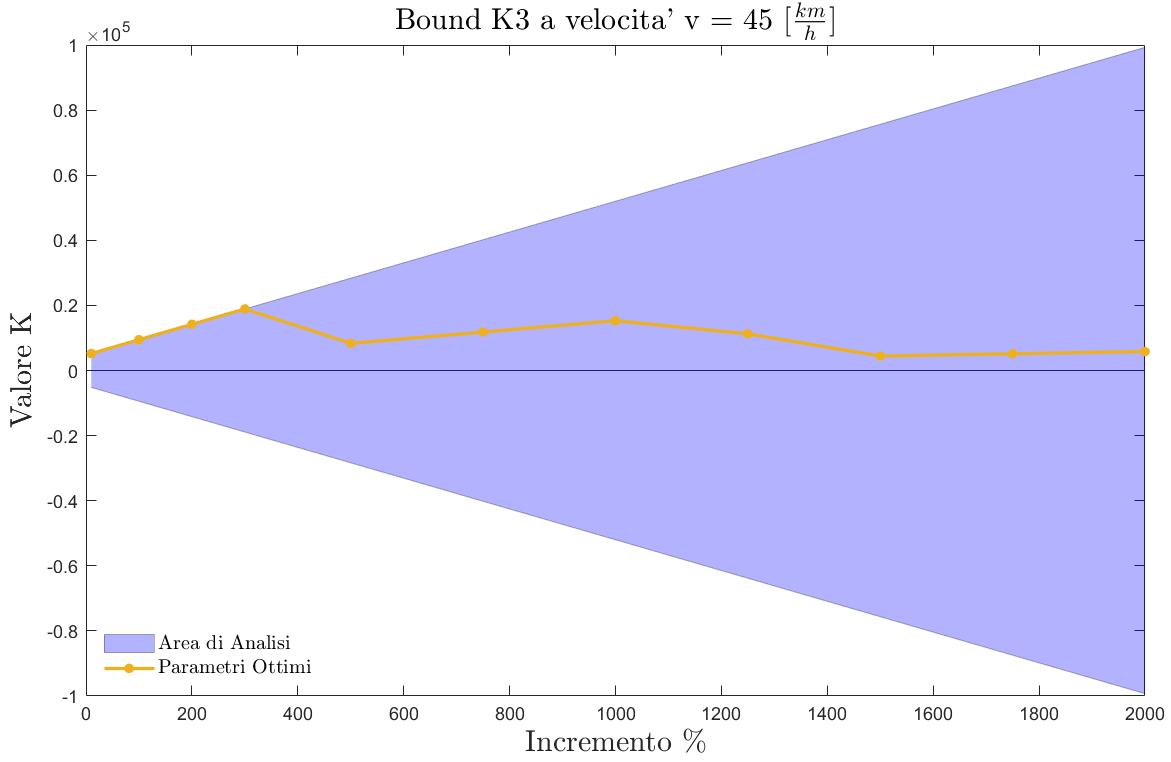 Bound K3 a velocita' v = 45 [km/h]
×10⁵
1
0.8
0.6
0.4
0.2
0
-0.2
-0.4
-0.6
-0.8
-1
Valore K
Area di Analisi
Parametri Ottimi
0 200 400 600 800 1000 1200 1400 1600 1800 2000
Incremento %